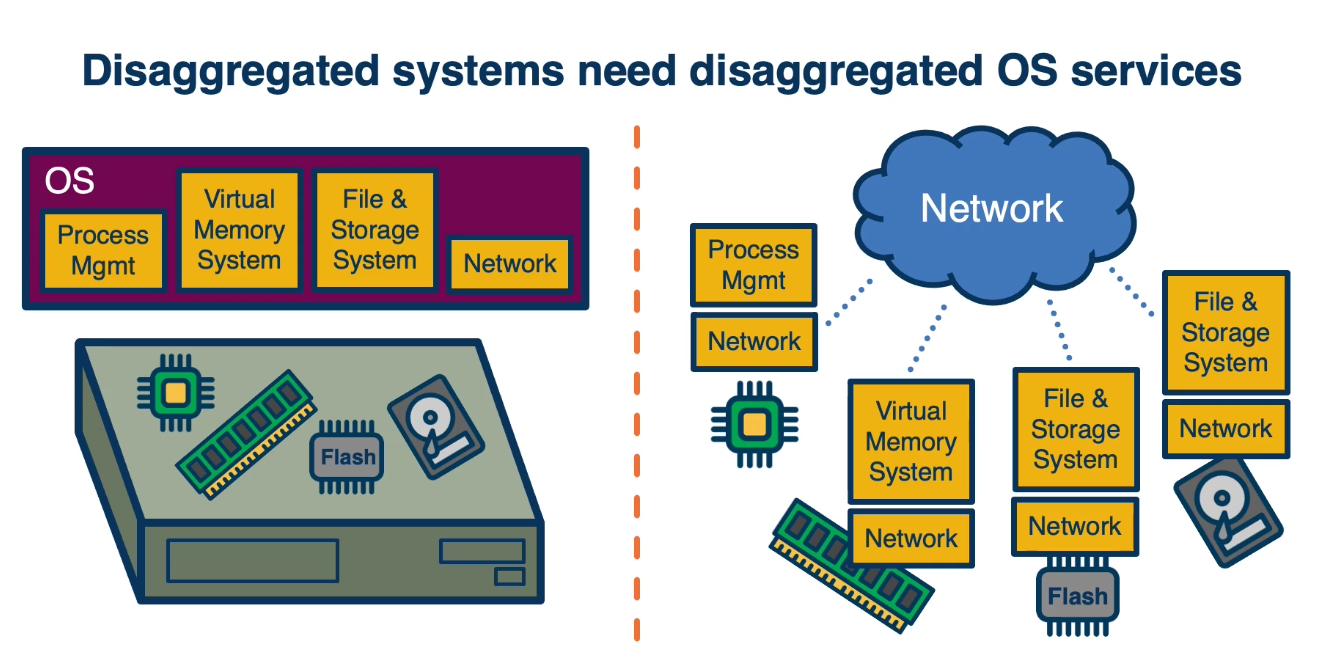 Disaggregated systems need disaggregated OS services
OS
Process
Mgmt
Virtual
Memory
System
File &
Storage
System
Network
Flash
Network
Process
Mgmt
Network
Virtual
Memory
System
Network
File &
Storage
System
Network
Flash
File &
Storage
System
Network